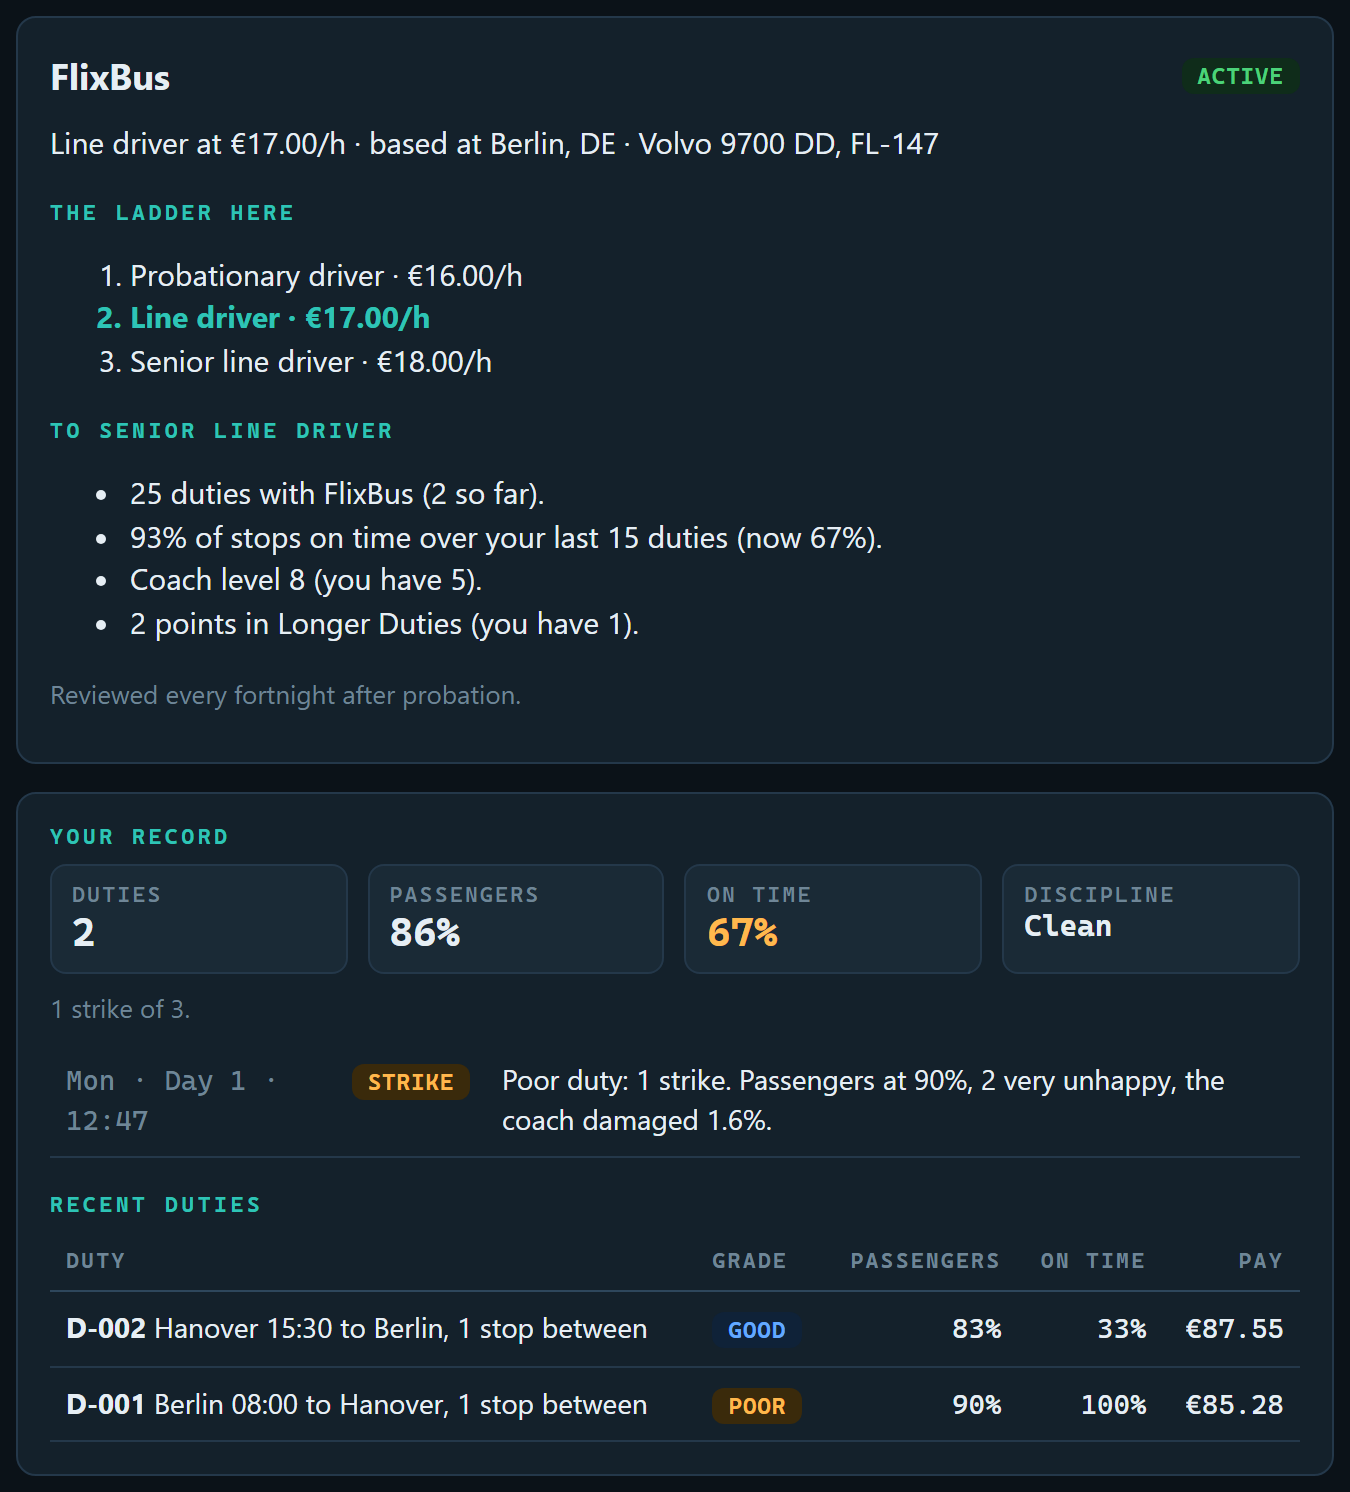 FlixBus
ACTIVE
Line driver at €17.00/h · based at Berlin, DE · Volvo 9700 DD, FL-147
THE LADDER HERE
1. Probationary driver · €16.00/h
2. Line driver · €17.00/h
3. Senior line driver · €18.00/h
TO SENIOR LINE DRIVER
• 25 duties with FlixBus (2 so far).
• 93% of stops on time over your last 15 duties (now 67%).
• Coach level 8 (you have 5).
• 2 points in Longer Duties (you have 1).
Reviewed every fortnight after probation.
YOUR RECORD
DUTIES
2
PASSENGERS
86%
ON TIME
67%
DISCIPLINE
Clean
1 strike of 3.
Mon · Day 1 ·
12:47
STRIKE
Poor duty: 1 strike. Passengers at 90%, 2 very unhappy, the
coach damaged 1.6%.
RECENT DUTIES
DUTY GRADE PASSENGERS ON TIME PAY
D-002 Hanover 15:30 to Berlin, 1 stop between GOOD 83% 33% €87.55
D-001 Berlin 08:00 to Hanover, 1 stop between POOR 90% 100% €85.28